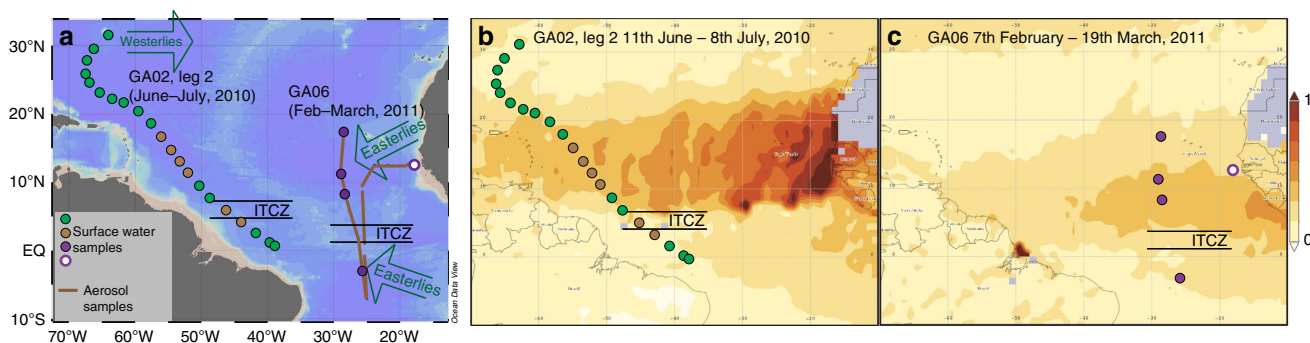 a
Westerlies
GA02, leg 2
(June–July, 2010)
GA06
(Feb–March, 2011)
Easterlies
ITCZ
ITCZ
Easterlies
Surface water
samples
Aerosol
samples
Ocean Data View
30°N
20°N
10°N
EQ
10°S
70°W 60°W 50°W 40°W 30°W 20°W
b GA02, leg 2 11th June – 8th July, 2010
ITCZ
c GA06 7th February – 19th March, 2011
ITCZ
1
0